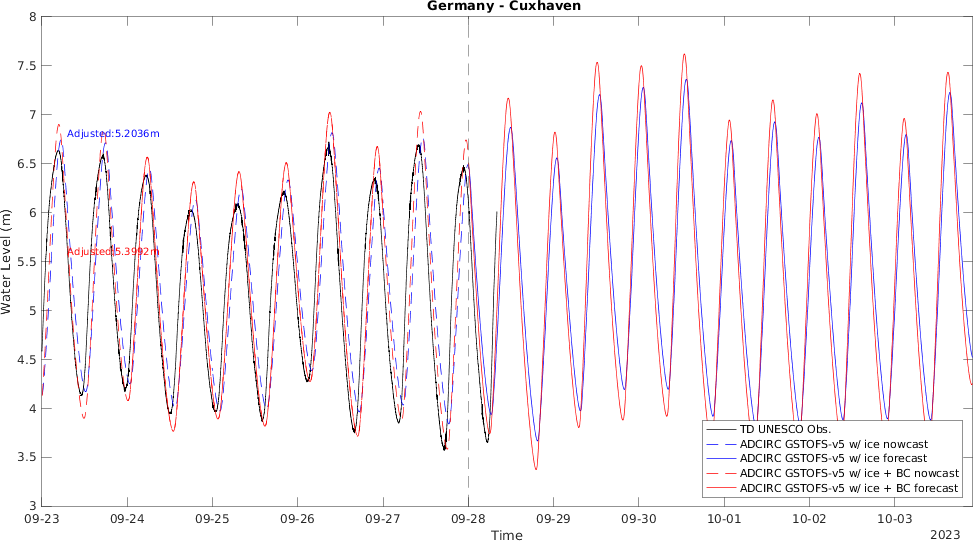 Germany - Cuxhaven
8
7.5
7
6.5
6
5.5
5
4.5
4
3.5
3
Water Level (m)
Adjusted:5.2036m
Adjusted:5.3992m
TD UNESCO Obs.
ADCIRC GSTOFS-v5 w/ ice nowcast
ADCIRC GSTOFS-v5 w/ ice forecast
ADCIRC GSTOFS-v5 w/ ice + BC nowcast
ADCIRC GSTOFS-v5 w/ ice + BC forecast
09-23 09-24 09-25 09-26 09-27 09-28 09-29 09-30 10-01 10-02 10-03
Time
2023